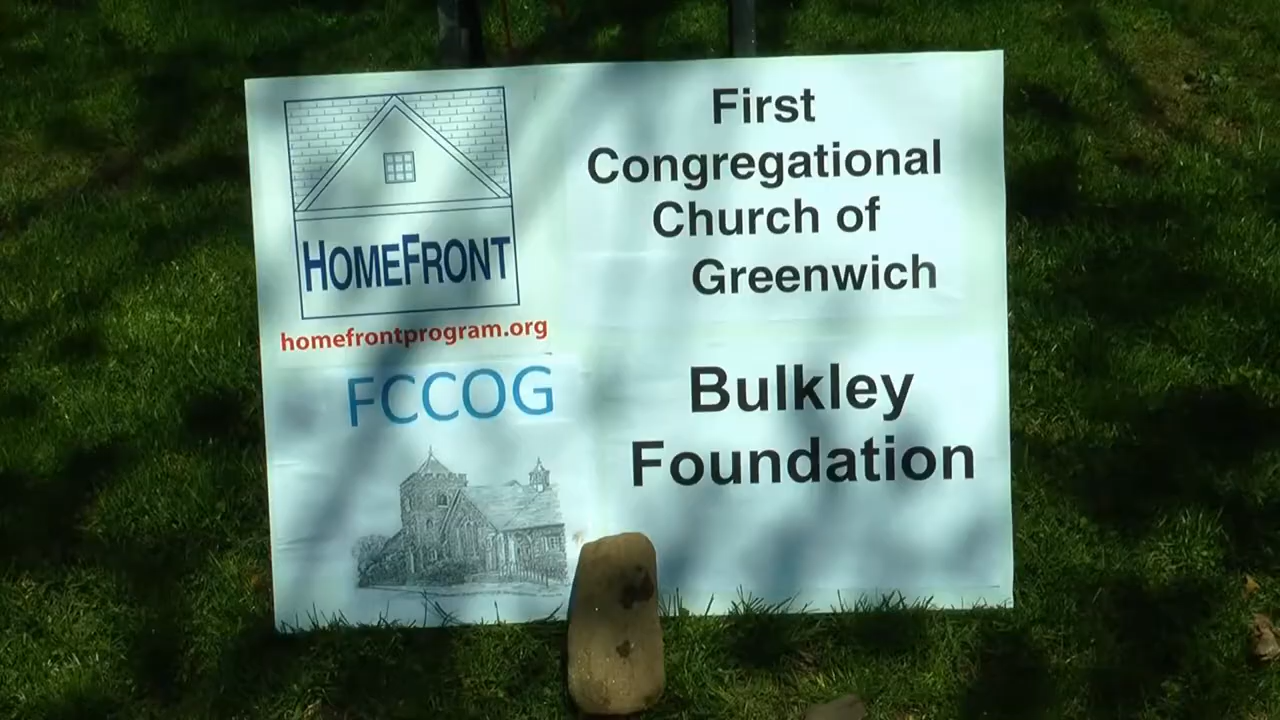 HOMEFRONT
homefrontprogram.org
FCCOG
First
Congregational
Church of
Greenwich
Bulkley
Foundation